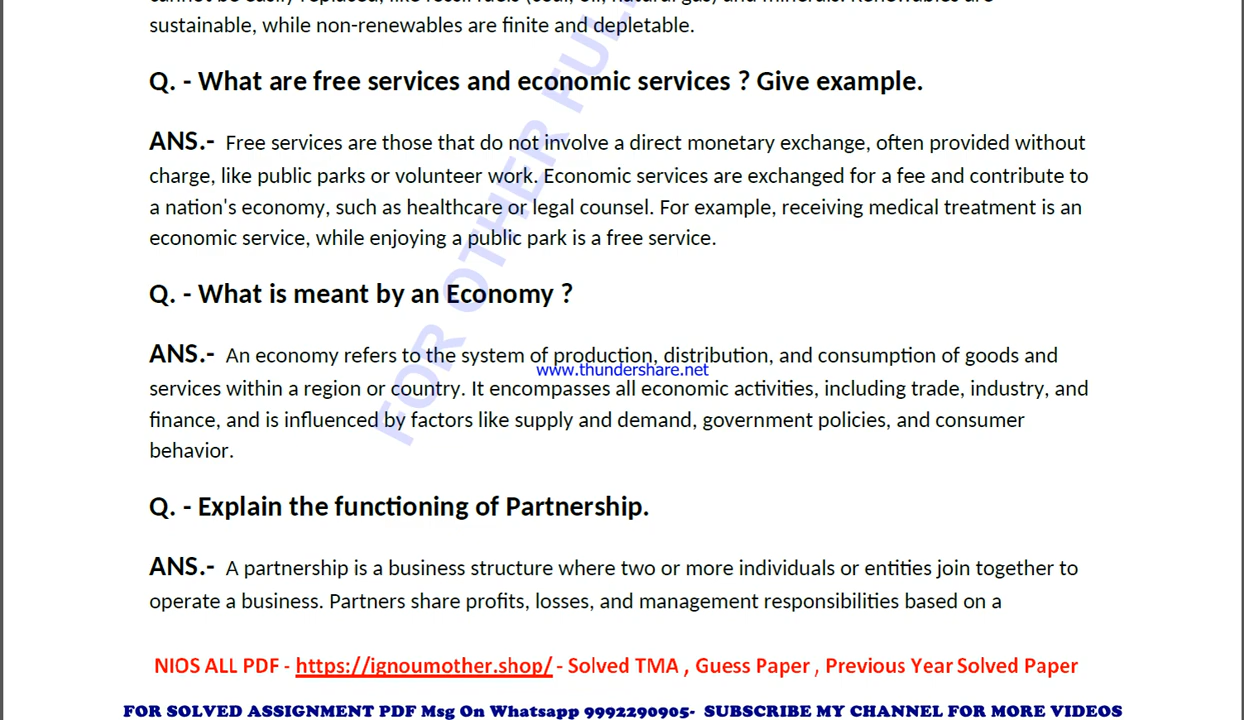 sustainable, while non-renewables are finite and depletable.
Q. - What are free services and economic services ? Give example.
ANS.- Free services are those that do not involve a direct monetary exchange, often provided without
charge, like public parks or volunteer work. Economic services are exchanged for a fee and contribute to
a nation's economy, such as healthcare or legal counsel. For example, receiving medical treatment is an
economic service, while enjoying a public park is a free service.
Q. - What is meant by an Economy ?
ANS.- An economy refers to the system of production, distribution, and consumption of goods and
www.thundershare.net
services within a region or country. It encompasses all economic activities, including trade, industry, and
finance, and is influenced by factors like supply and demand, government policies, and consumer
behavior.
Q. - Explain the functioning of Partnership.
ANS.- A partnership is a business structure where two or more individuals or entities join together to
operate a business. Partners share profits, losses, and management responsibilities based on a
FOR OTHER FUL
NIOS ALL PDF - https://ignoumother.shop/ - Solved TMA , Guess Paper , Previous Year Solved Paper
FOR SOLVED ASSIGNMENT PDF Msg On Whatsapp 9992290905- SUBSCRIBE MY CHANNEL FOR MORE VIDEOS